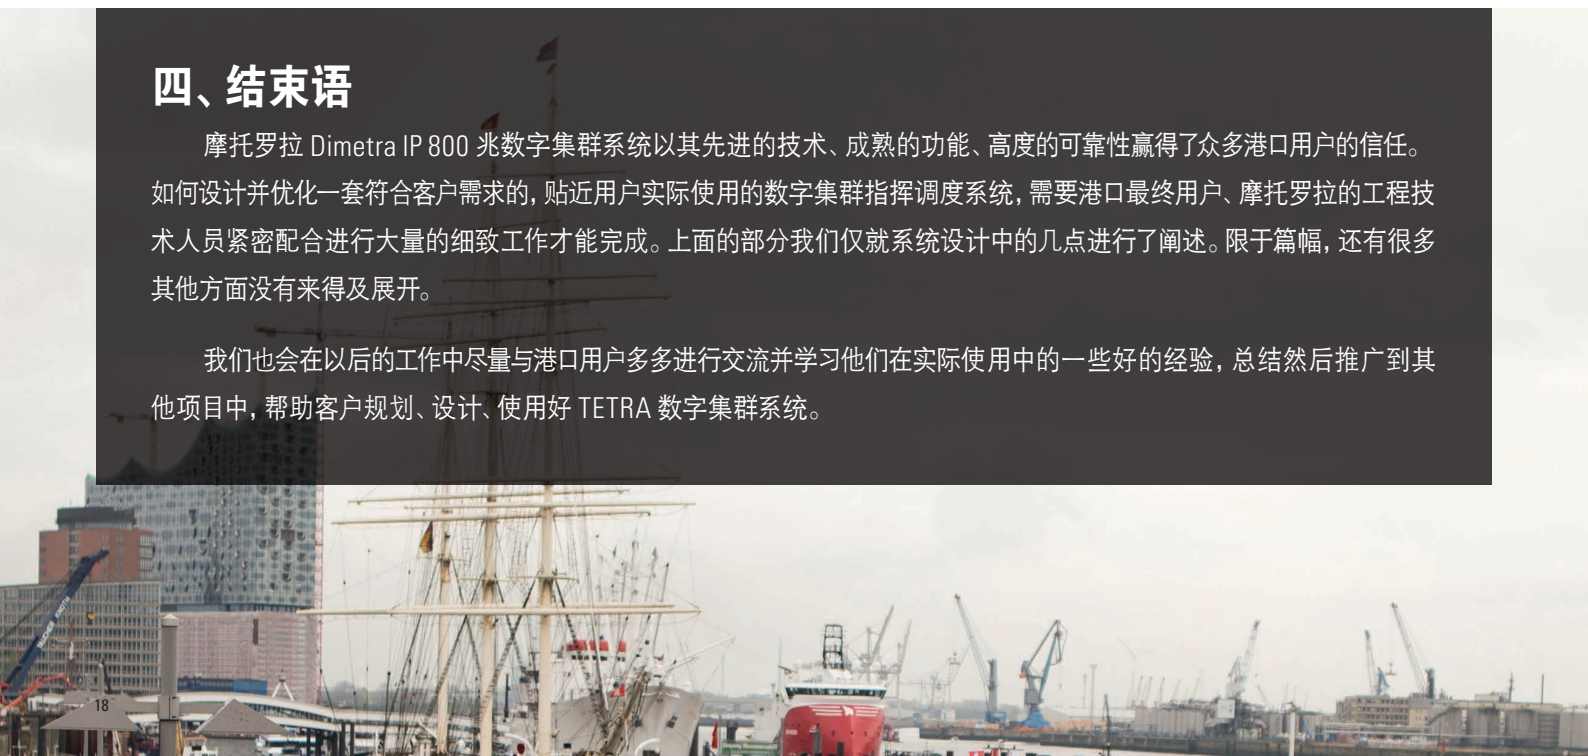 四、结束语
摩托罗拉 Dimetra IP 800 兆数字集群系统以其先进的技术、成熟的功能、高度的可靠性赢得了众多港口用户的信任。
如何设计并优化一套符合客户需求的，贴近用户实际使用的数字集群指挥调度系统，需要港口最终用户、摩托罗拉的工程技
术人员紧密配合进行大量的细致工作才能完成。上面的部分我们仅就系统设计中的几点进行了阐述。限于篇幅，还有很多
其他方面没有来得及展开。
我们也会在以后的工作中尽量与港口用户多多进行交流并学习他们在实际使用中的一些好的经验，总结然后推广到其
他项目中，帮助客户规划、设计、使用好 TETRA 数字集群系统。
TAUCHER KNOTH
18